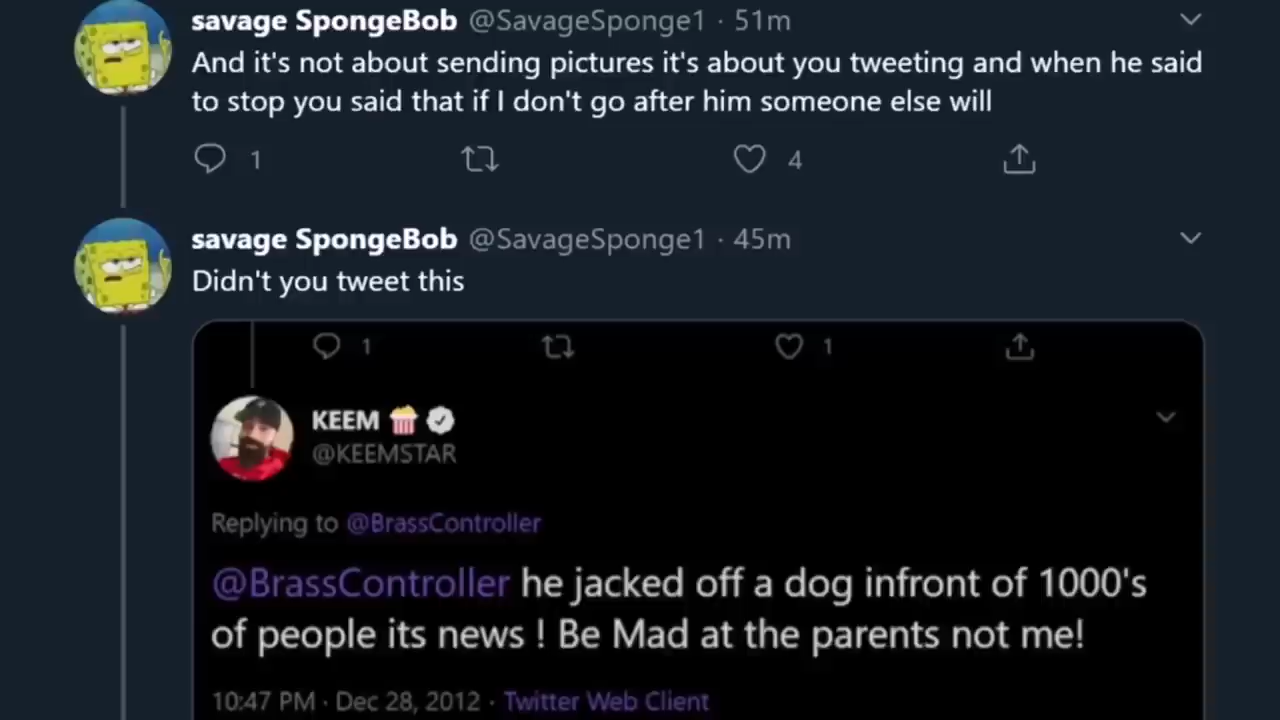 savage SpongeBob @SavageSponge1 · 51m
And it's not about sending pictures it's about you tweeting and when he said
to stop you said that if I don't go after him someone else will
1 4
savage SpongeBob @SavageSponge1 · 45m
Didn't you tweet this
1 1
KEEM
@KEEMSTAR
Replying to @BrassController
@BrassController he jacked off a dog infront of 1000's
of people its news ! Be Mad at the parents not me!
10:47 PM · Dec 28, 2012 · Twitter Web Client